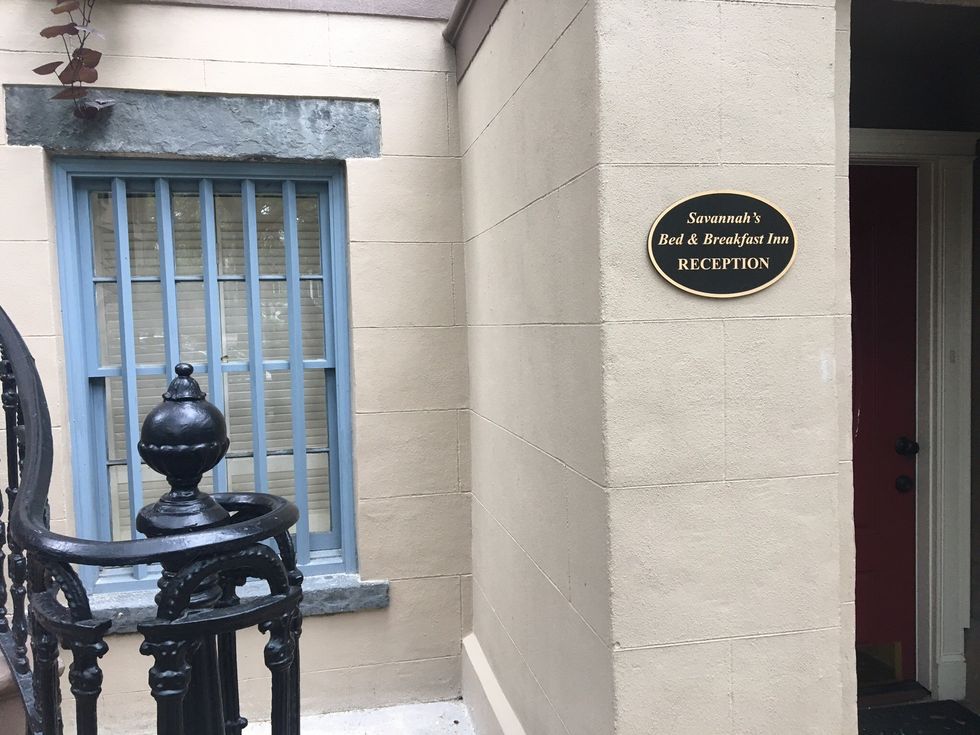 Savannah's
Bed & Breakfast Inn
RECEPTION